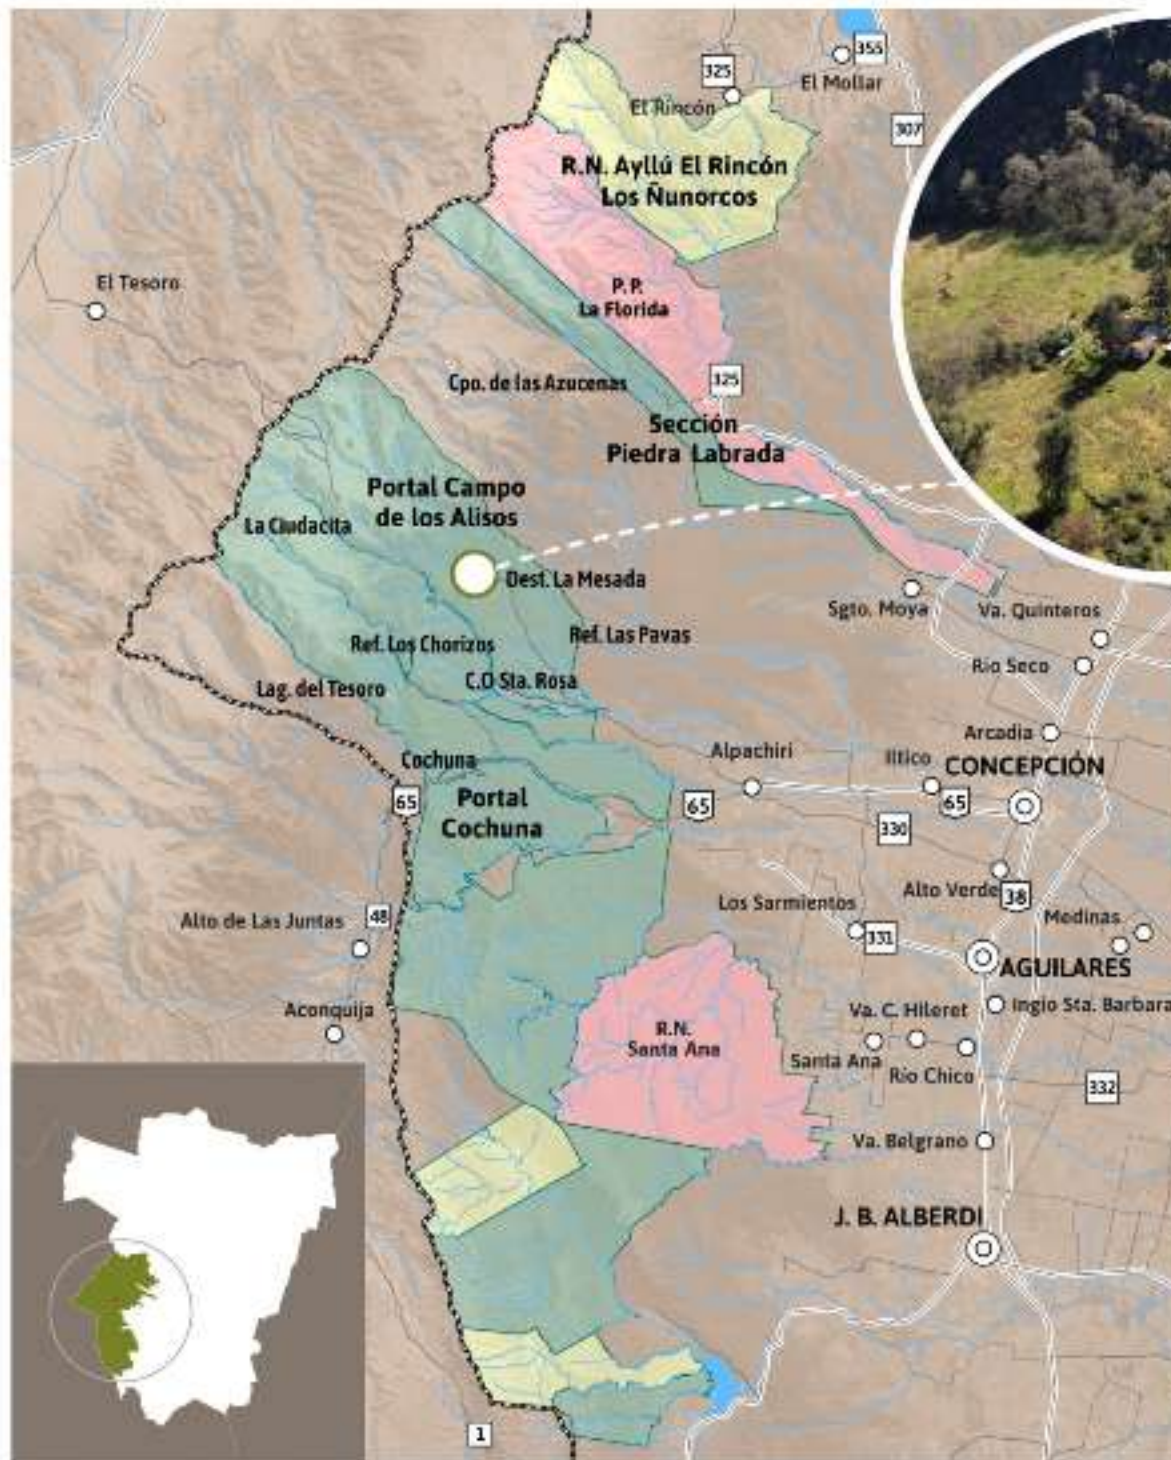 355
325
El Mollar
El Rincón
307
R.N. Ayllú El Rincón
Los Ñunorcos
El Tesoro
P. P.
La Florida
Cpo. de las Azucenas
325
Sección
Piedra Labrada
Portal Campo
de los Alisos
La Ciudacita
Dest. La Mesada
Sgto. Moya
Va. Quinteros
Ref. Los Chorizos
Ref. Las Pavas
Rio Seco
Lag. del Tesoro
C.O Sta. Rosa
Arcadia
Cochuna
Alpachiri
Iltico
CONCEPCIÓN
65
Portal
Cochuna
65
65
330
Alto Verde
38
Los Sarmientos
Medinas
Alto de Las Juntas
48
331
AGUILARES
Aconquija
Va. C. Hileret
Ingio Sta. Barbara
R.N.
Santa Ana
Santa Ana
Río Chico
332
Va. Belgrano
J. B. ALBERDI
1